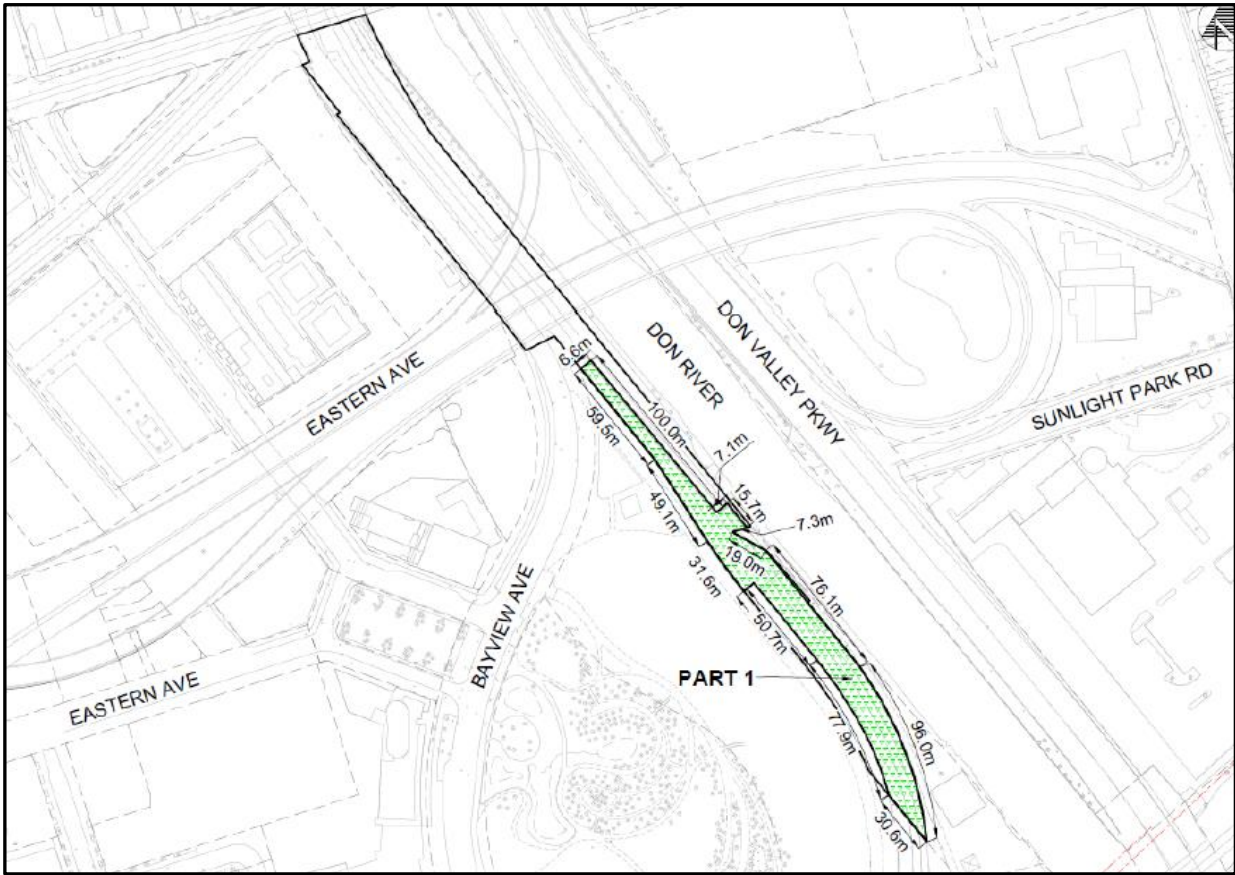 EASTERN AVE
DON RIVER
DON VALLEY PKWY
SUNLIGHT PARK RD
6.6m
59.5m
100.0m
7.1m
15.7m
7.3m
49.1m
19.0m
31.6m
76.1m
50.7m
BAYVIEW AVE
PART 1
EASTERN AVE
77.9m
96.0m
30.6m